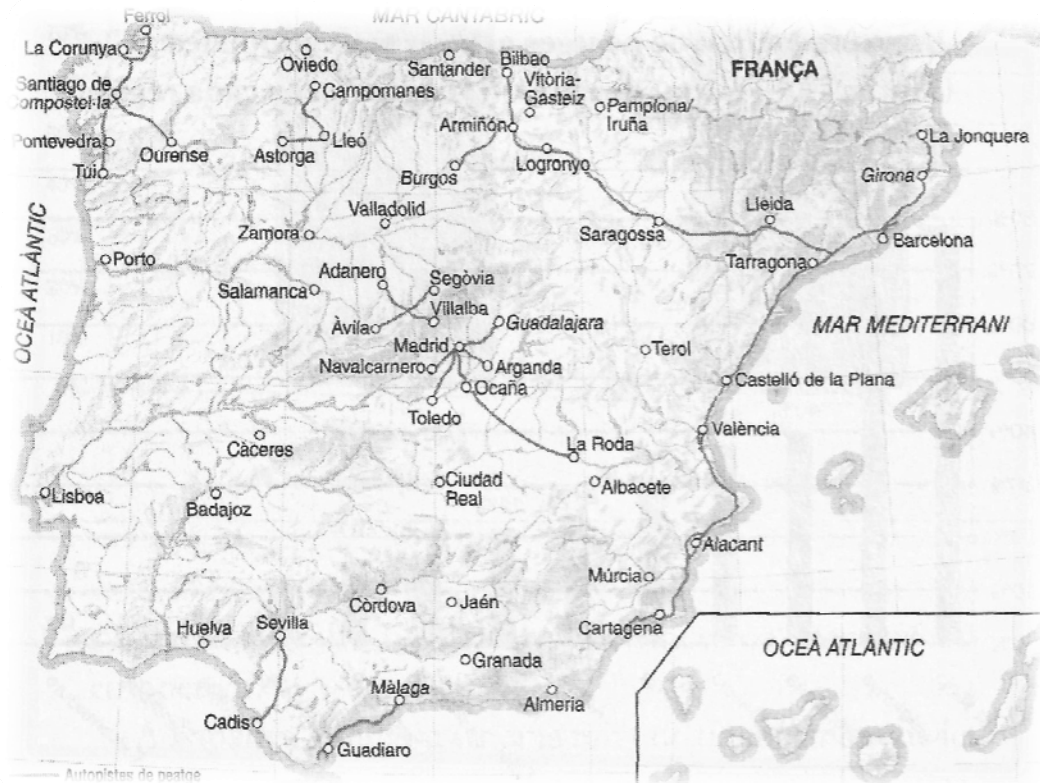 MAR CANTÀBRIC
Ferrol
La Corunya
Oviedo
Santander
Bilbao
FRANÇA
Santiago de
Compostel·la
Campomanes
Vitòria-
Gasteiz
Pamplona/
Iruña
Armiñón
La Jonquera
Pontevedra
Ourense
Astorga
Lleó
Logronyo
Tui
Burgos
Girona
OCEÀ ATLÀNTIC
Valladolid
Lleida
Zamora
Saragossa
Barcelona
Porto
Tarragona
Adanero
Segòvia
Salamanca
Villalba
Àvila
Guadalajara
MAR MEDITERRANI
Madrid
Terol
Navalcarnero
Arganda
Ocaña
Castelló de la Plana
Toledo
València
Càceres
La Roda
Lisboa
Badajoz
Ciudad
Real
Albacete
Alacant
Múrcia
Còrdova
Jaén
Cartagena
Huelva
Sevilla
OCEÀ ATLÀNTIC
Granada
Màlaga
Almeria
Cadis
Guadiaro
Autopistes de peatge